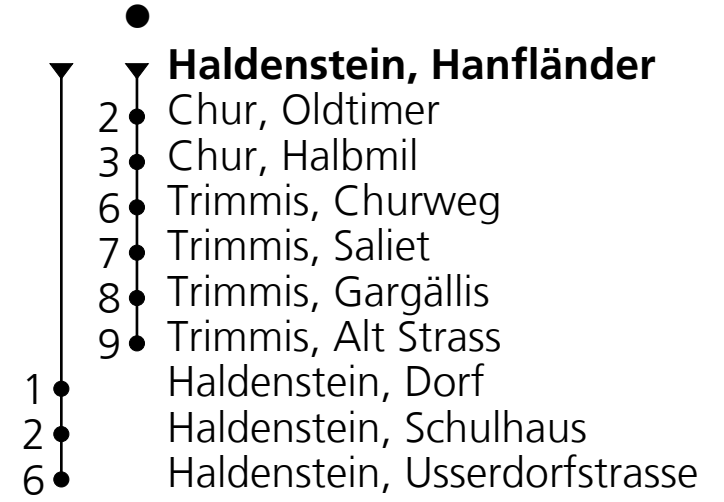 Haldenstein, Hanfländer
2 Chur, Oldtimer
3 Chur, Halbmil
6 Trimmis, Churweg
7 Trimmis, Saliet
8 Trimmis, Gargällis
9 Trimmis, Alt Strass
1 Haldenstein, Dorf
2 Haldenstein, Schulhaus
6 Haldenstein, Usserdorfstrasse